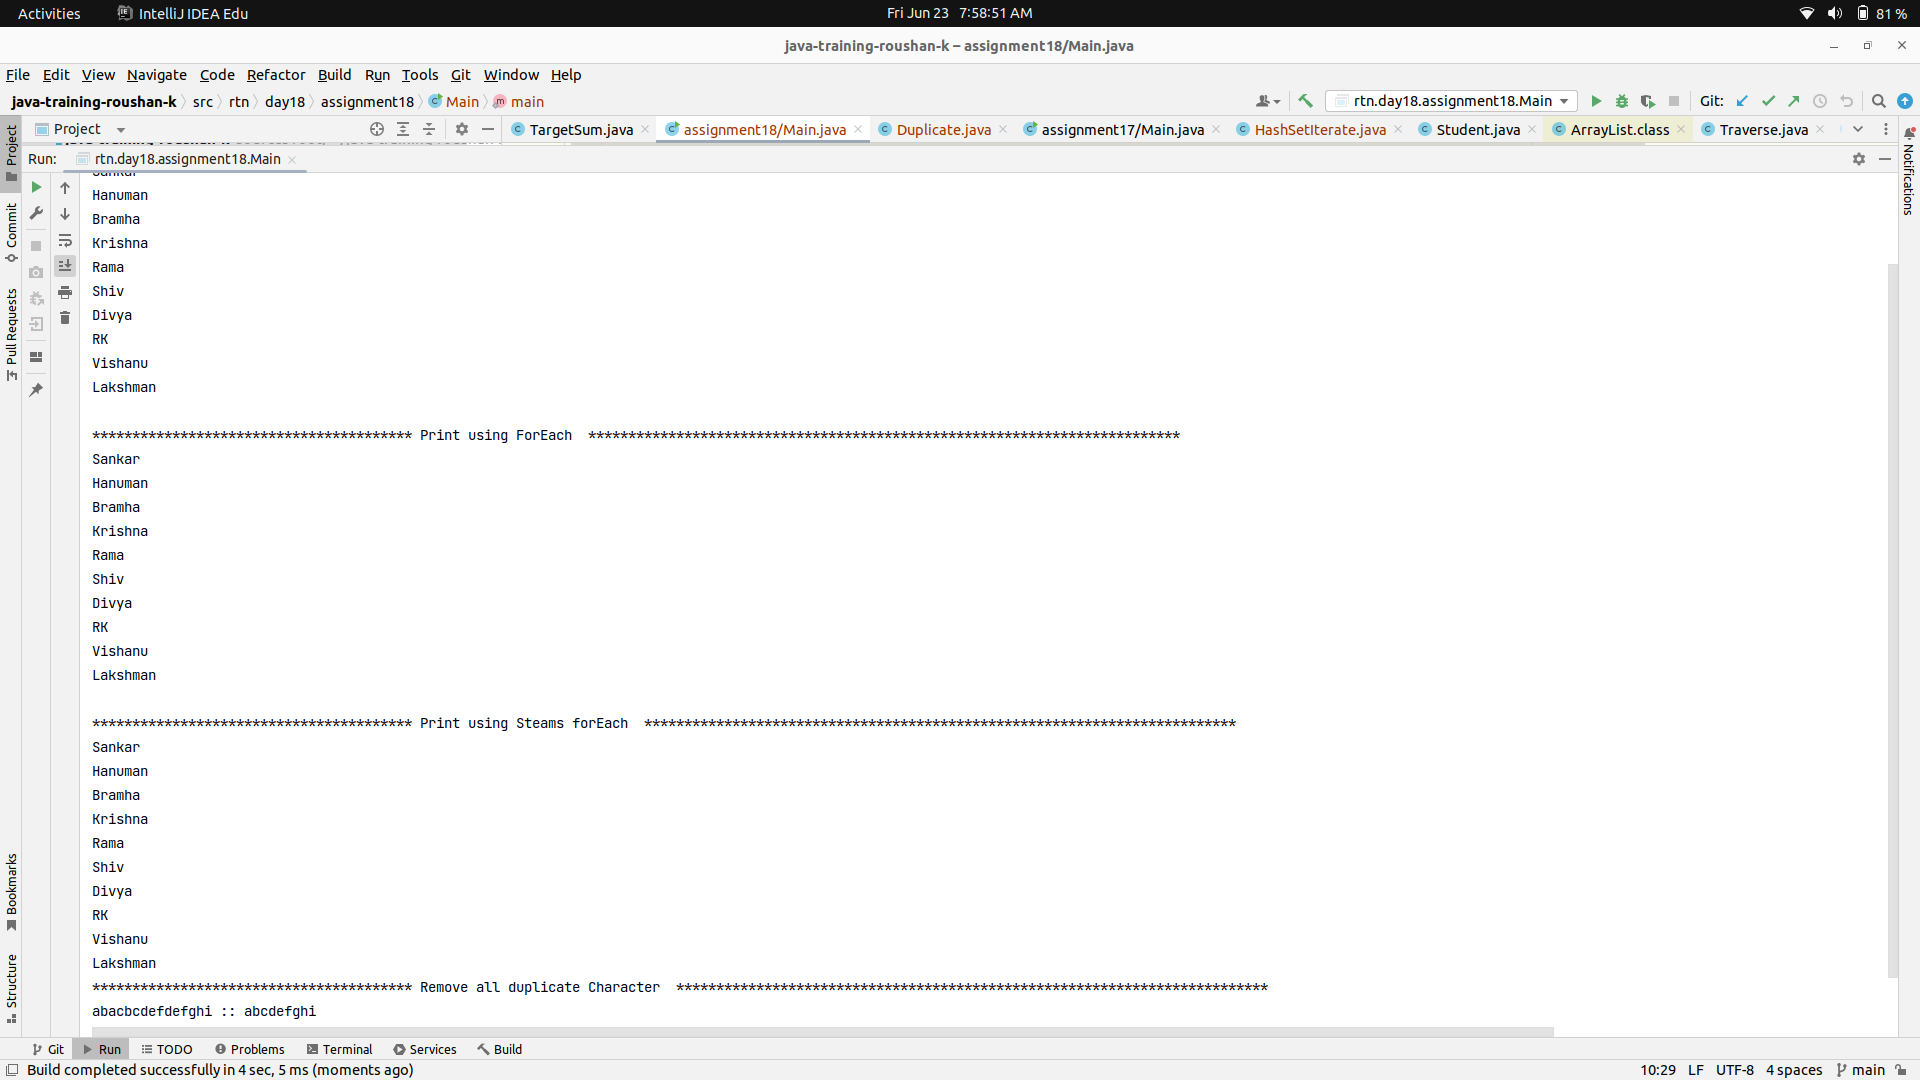 Activities IntelliJ IDEA Edu Fri Jun 23 7:58:51 AM 81 %
java-training-roushan-k – assignment18/Main.java
File Edit View Navigate Code Refactor Build Run Tools Git Window Help
java-training-roushan-k src rtn day18 assignment18 Main main rtn.day18.assignment18.Main Git:
Project TargetSum.java assignment18/Main.java Duplicate.java assignment17/Main.java HashSetIterate.java Student.java ArrayList.class Traverse.java
Run: rtn.day18.assignment18.Main
Project
Commit
Pull Requests
Bookmarks
Structure
Notifications
Sankar
Hanuman
Bramha
Krishna
Rama
Shiv
Divya
RK
Vishanu
Lakshman
**************************************** Print using ForEach **************************************************************************
Sankar
Hanuman
Bramha
Krishna
Rama
Shiv
Divya
RK
Vishanu
Lakshman
**************************************** Print using Steams forEach **************************************************************************
Sankar
Hanuman
Bramha
Krishna
Rama
Shiv
Divya
RK
Vishanu
Lakshman
**************************************** Remove all duplicate Character **************************************************************************
abacbcdefdefghi :: abcdefghi
Git Run TODO Problems Terminal Services Build
Build completed successfully in 4 sec, 5 ms (moments ago) 10:29 LF UTF-8 4 spaces main